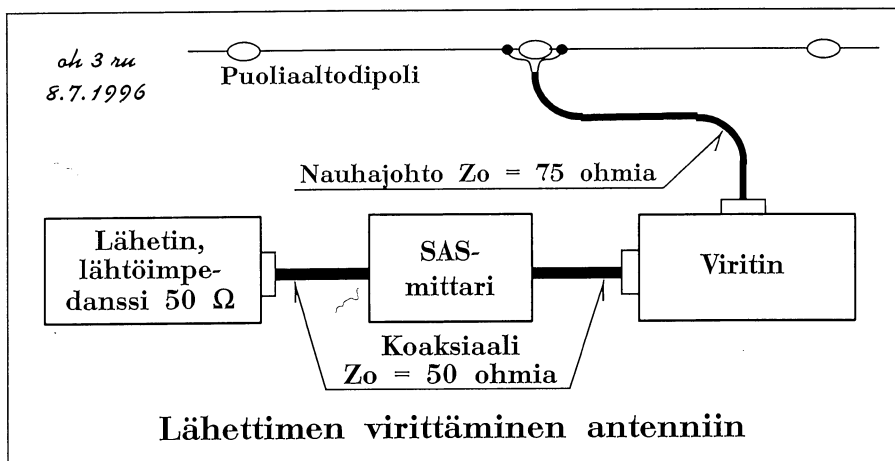 oh 3 ru
8.7.1996
Puoliaaltodipoli
Nauhajohto Zo = 75 ohmia
Lähetin,
lähtöimpe-
danssi 50 Ω
SAS-
mittari
Viritin
Koaksiaali
Zo = 50 ohmia
Lähettimen virittäminen antenniin